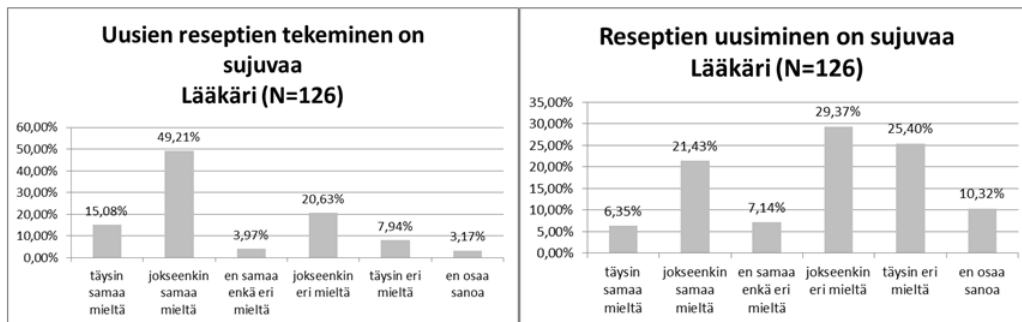 Uusien reseptien tekeminen on
sujuvaa
Lääkäri (N=126)
60,00%
50,00%
40,00%
30,00%
20,00%
10,00%
0,00%
15,08%
49,21%
3,97%
20,63%
7,94%
3,17%
täysin
samaa
mieltä
jokseenkin
samaa
mieltä
en samaa
enkä eri
mieltä
jokseenkin
eri mieltä
täysin eri
mieltä
en osaa
sanoa
Reseptien uusiminen on sujuvaa
Lääkäri (N=126)
35,00%
30,00%
25,00%
20,00%
15,00%
10,00%
5,00%
0,00%
6,35%
21,43%
7,14%
29,37%
25,40%
10,32%
täysin
samaa
mieltä
jokseenkin
samaa
mieltä
en samaa
enkä eri
mieltä
jokseenkin
eri mieltä
täysin eri
mieltä
en osaa
sanoa